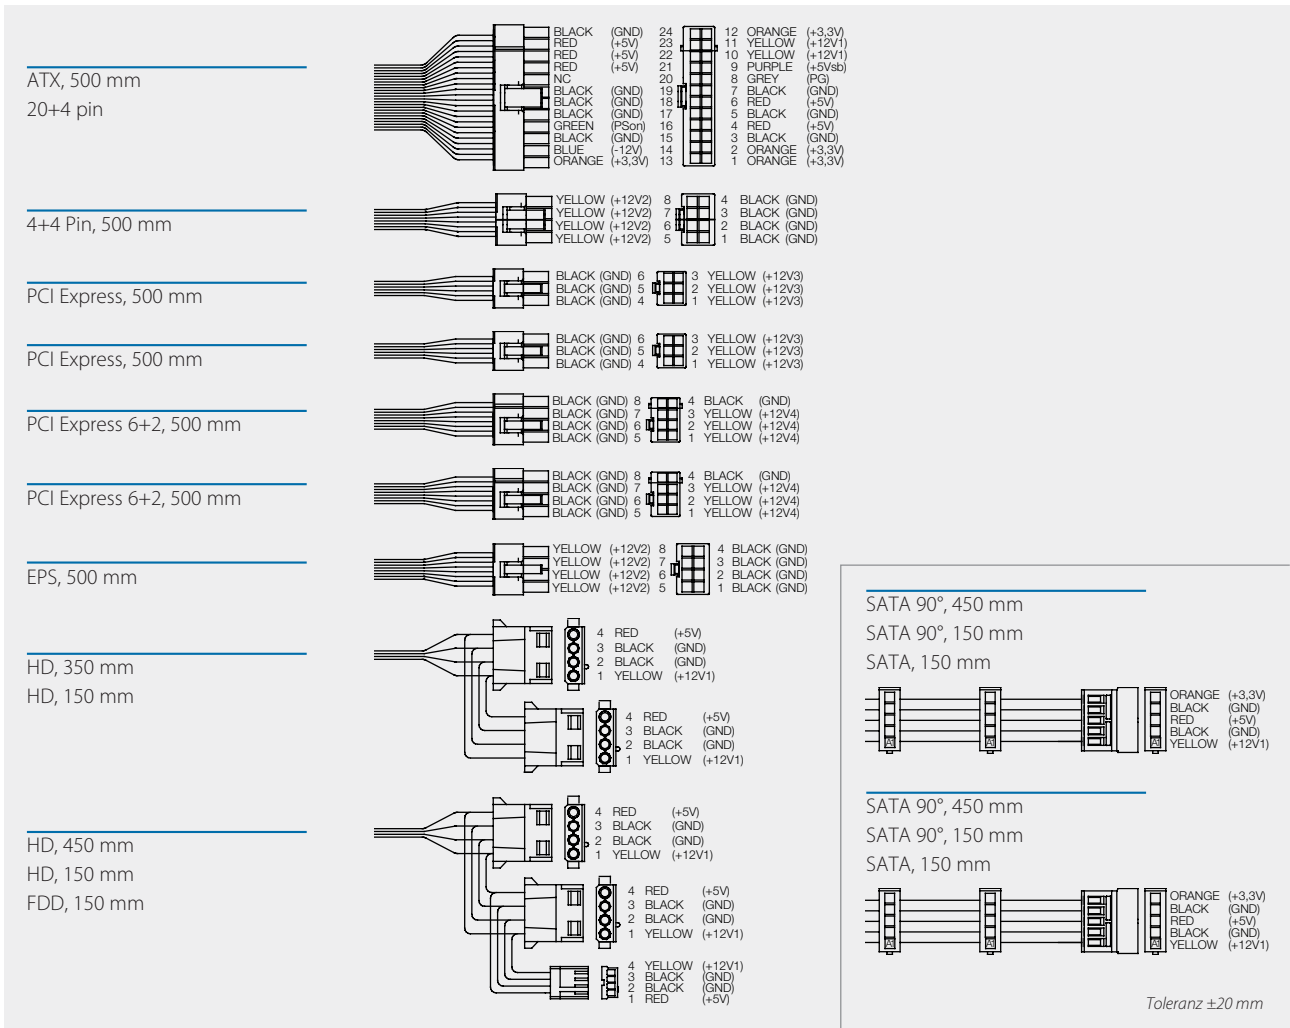 ATX, 500 mm
20+4 pin
BLACK (GND) 24 12 ORANGE (+3,3V)
RED (+5V) 23 11 YELLOW (+12V1)
RED (+5V) 22 10 YELLOW (+12V1)
RED (+5V) 21 9 PURPLE (+5Vsb)
NC 20 8 GREY (PG)
BLACK (GND) 19 7 BLACK (GND)
BLACK (GND) 18 6 RED (+5V)
BLACK (GND) 17 5 BLACK (GND)
GREEN (PSon) 16 4 RED (+5V)
BLACK (GND) 15 3 BLACK (GND)
BLUE (-12V) 14 2 ORANGE (+3,3V)
ORANGE (+3,3V) 13 1 ORANGE (+3,3V)
4+4 Pin, 500 mm
YELLOW (+12V2) 8 4 BLACK (GND)
YELLOW (+12V2) 7 3 BLACK (GND)
YELLOW (+12V2) 6 2 BLACK (GND)
YELLOW (+12V2) 5 1 BLACK (GND)
PCI Express, 500 mm
BLACK (GND) 6 3 YELLOW (+12V3)
BLACK (GND) 5 2 YELLOW (+12V3)
BLACK (GND) 4 1 YELLOW (+12V3)
PCI Express, 500 mm
BLACK (GND) 6 3 YELLOW (+12V3)
BLACK (GND) 5 2 YELLOW (+12V3)
BLACK (GND) 4 1 YELLOW (+12V3)
PCI Express 6+2, 500 mm
BLACK (GND) 8 4 BLACK (GND)
BLACK (GND) 7 3 YELLOW (+12V4)
BLACK (GND) 6 2 YELLOW (+12V4)
BLACK (GND) 5 1 YELLOW (+12V4)
PCI Express 6+2, 500 mm
BLACK (GND) 8 4 BLACK (GND)
BLACK (GND) 7 3 YELLOW (+12V4)
BLACK (GND) 6 2 YELLOW (+12V4)
BLACK (GND) 5 1 YELLOW (+12V4)
EPS, 500 mm
YELLOW (+12V2) 8 4 BLACK (GND)
YELLOW (+12V2) 7 3 BLACK (GND)
YELLOW (+12V2) 6 2 BLACK (GND)
YELLOW (+12V2) 5 1 BLACK (GND)
HD, 350 mm
HD, 150 mm
4 RED (+5V)
3 BLACK (GND)
2 BLACK (GND)
1 YELLOW (+12V1)
4 RED (+5V)
3 BLACK (GND)
2 BLACK (GND)
1 YELLOW (+12V1)
HD, 450 mm
HD, 150 mm
FDD, 150 mm
4 RED (+5V)
3 BLACK (GND)
2 BLACK (GND)
1 YELLOW (+12V1)
4 RED (+5V)
3 BLACK (GND)
2 BLACK (GND)
1 YELLOW (+12V1)
4 YELLOW (+12V1)
3 BLACK (GND)
2 BLACK (GND)
1 RED (+5V)
SATA 90°, 450 mm
SATA 90°, 150 mm
SATA, 150 mm
ORANGE (+3,3V)
BLACK (GND)
RED (+5V)
BLACK (GND)
A1 A1 A1 YELLOW (+12V1)
SATA 90°, 450 mm
SATA 90°, 150 mm
SATA, 150 mm
ORANGE (+3,3V)
BLACK (GND)
RED (+5V)
BLACK (GND)
A1 A1 A1 YELLOW (+12V1)
Toleranz ±20 mm